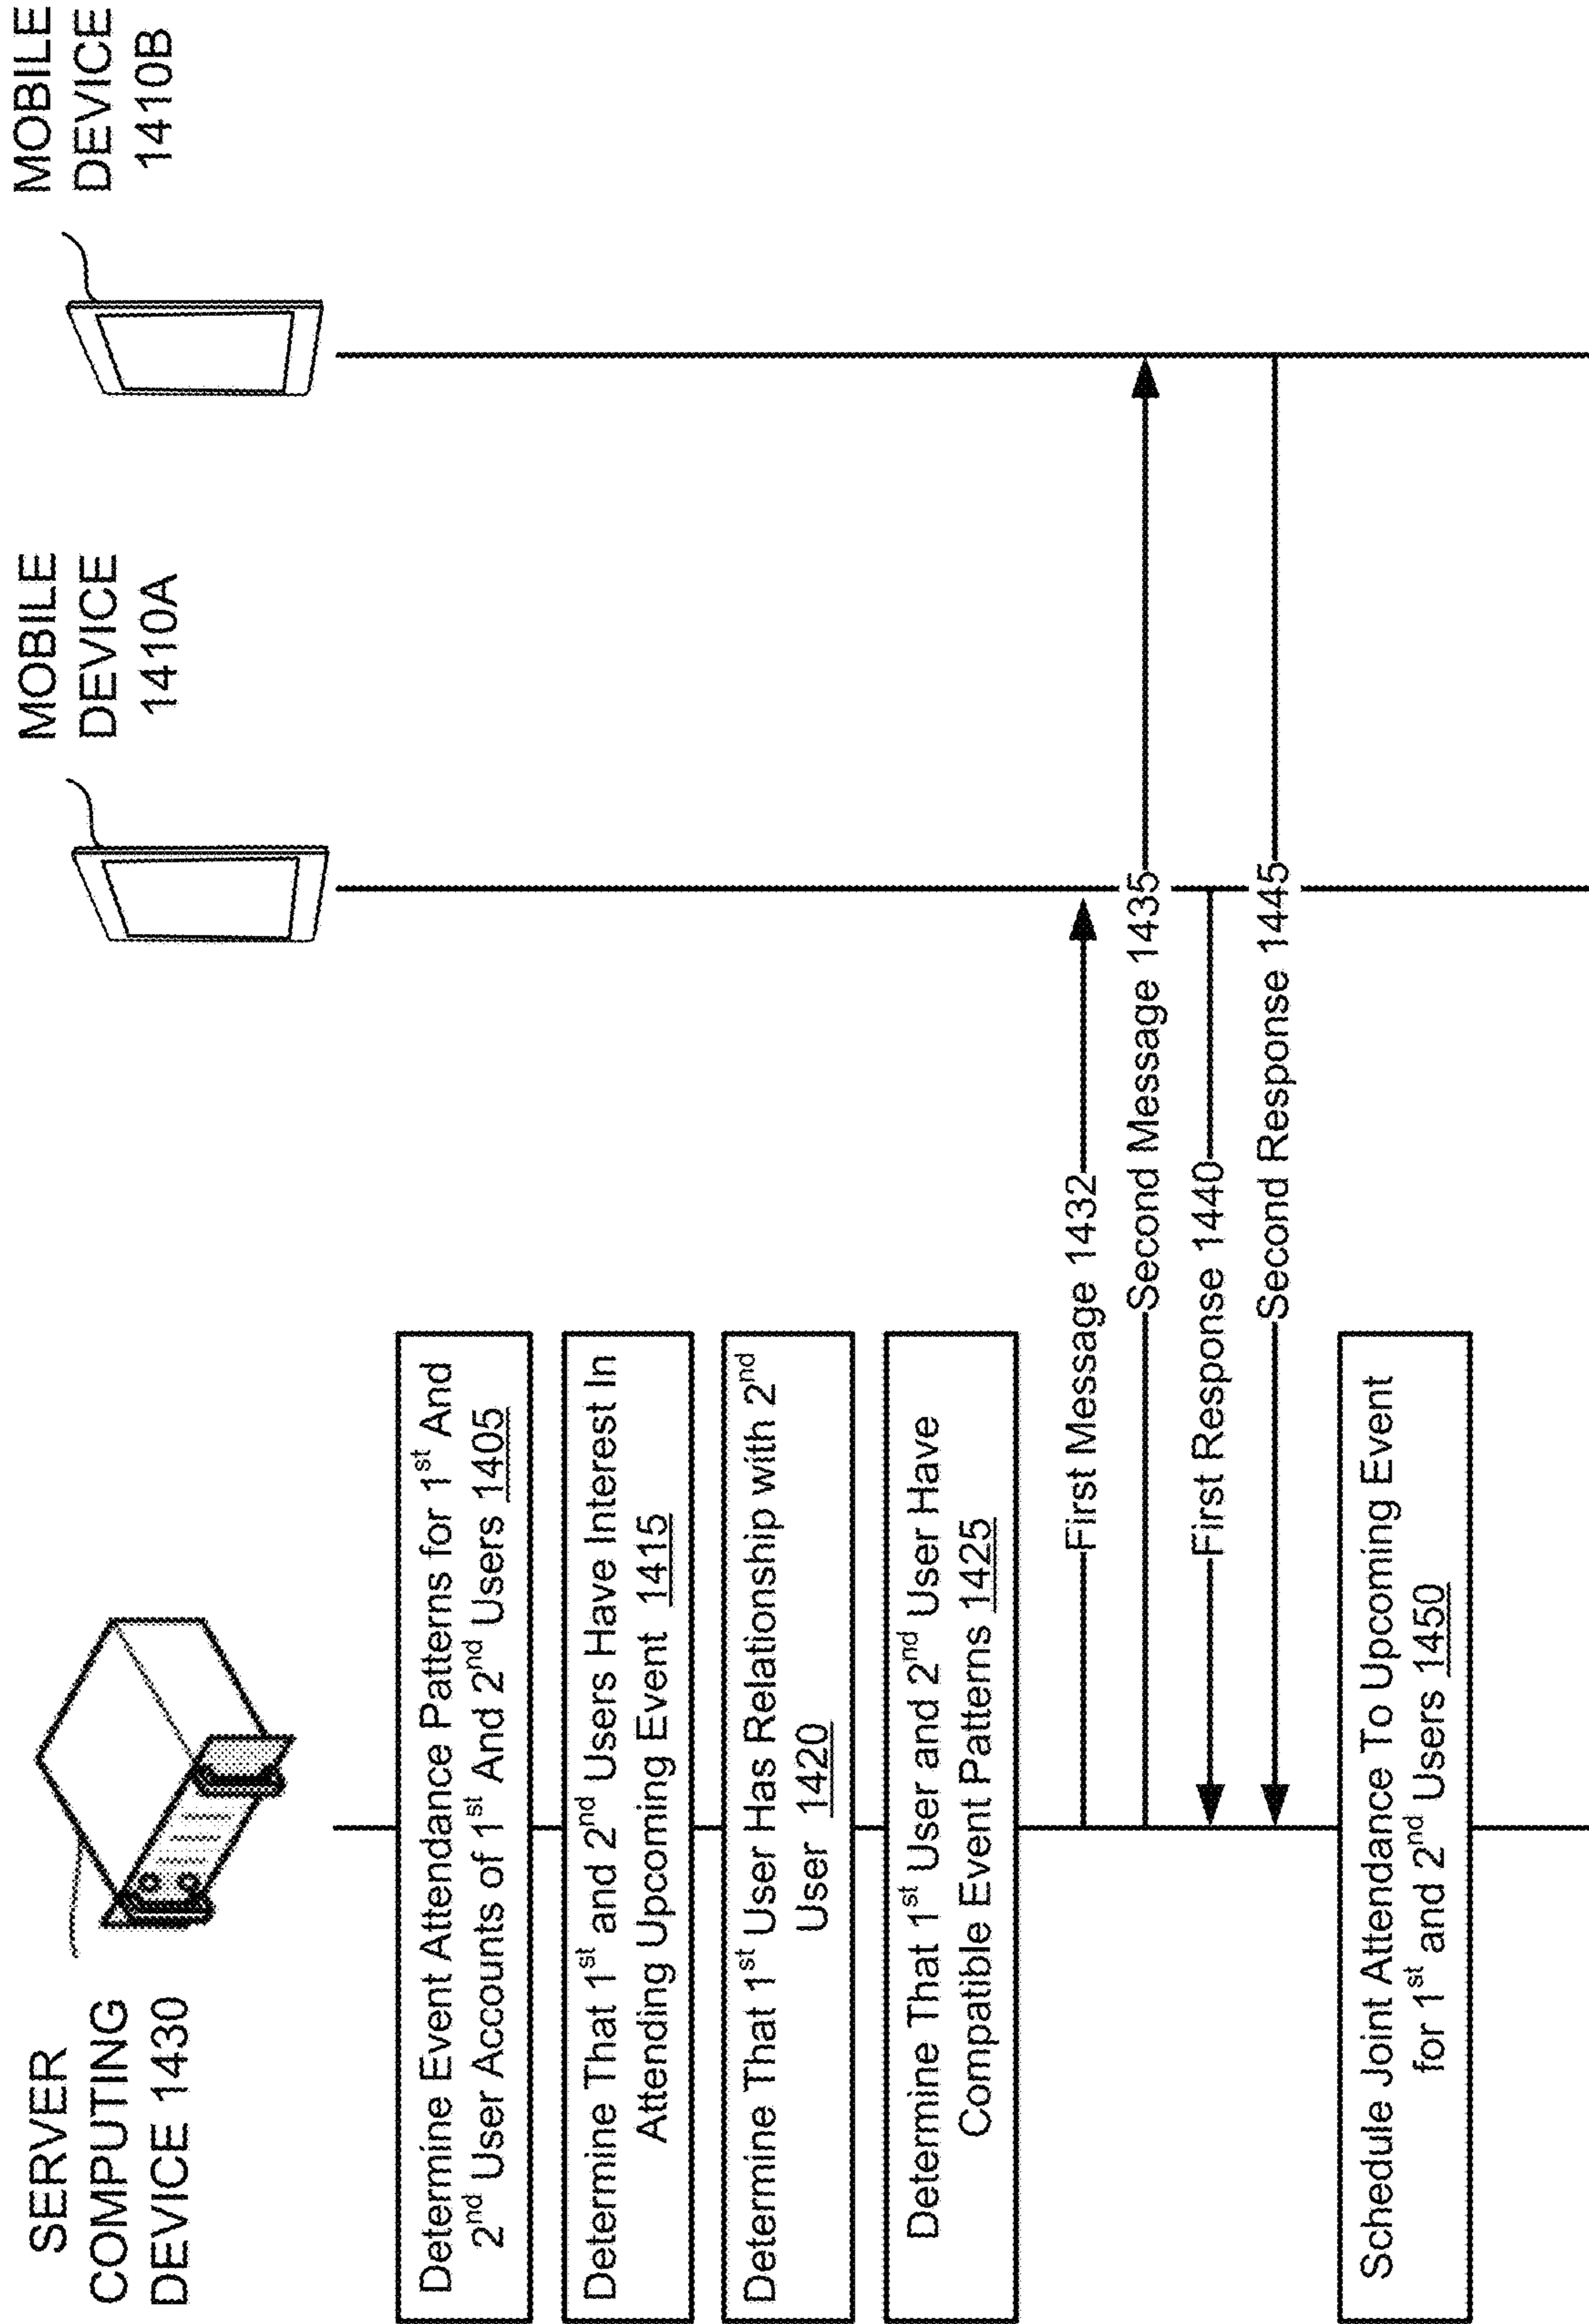 SERVER
COMPUTING
DEVICE 1430
MOBILE
DEVICE
1410A
MOBILE
DEVICE
1410B
Determine Event Attendance Patterns for 1st And
2nd User Accounts of 1st And 2nd Users 1405
Determine That 1st and 2nd Users Have Interest In
Attending Upcoming Event 1415
Determine That 1st User Has Relationship with 2nd
User 1420
Determine That 1st User and 2nd User Have
Compatible Event Patterns 1425
First Message 1432
Second Message 1435
First Response 1440
Second Response 1445
Schedule Joint Attendance To Upcoming Event
for 1st and 2nd Users 1450